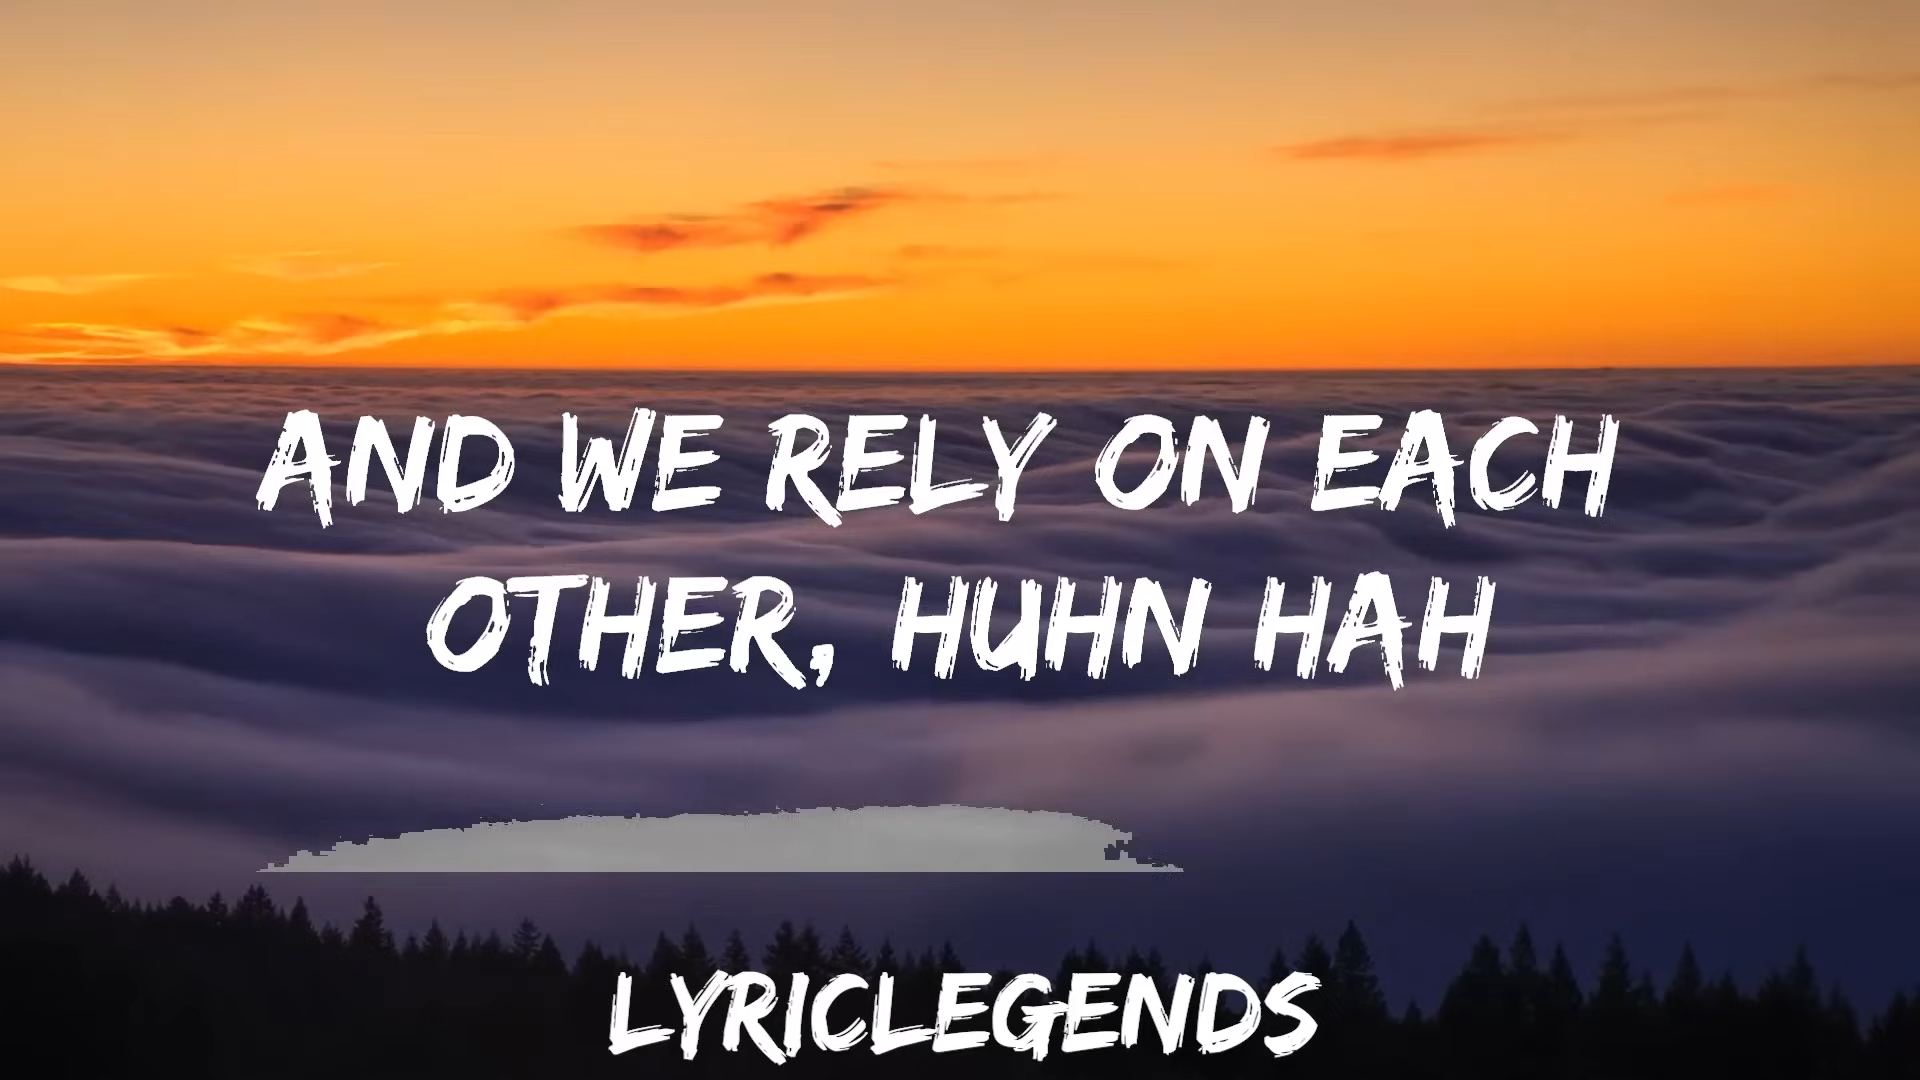 AND WE RELY ON EACH
OTHER, HUHN HAH
LYRICLEGENDS